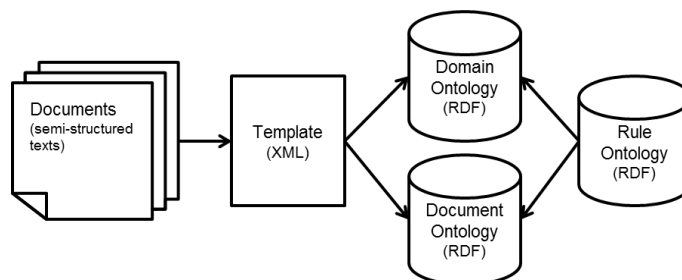 Documents
(semi-structured
texts)
Template
(XML)
Domain
Ontology
(RDF)
Document
Ontology
(RDF)
Rule
Ontology
(RDF)